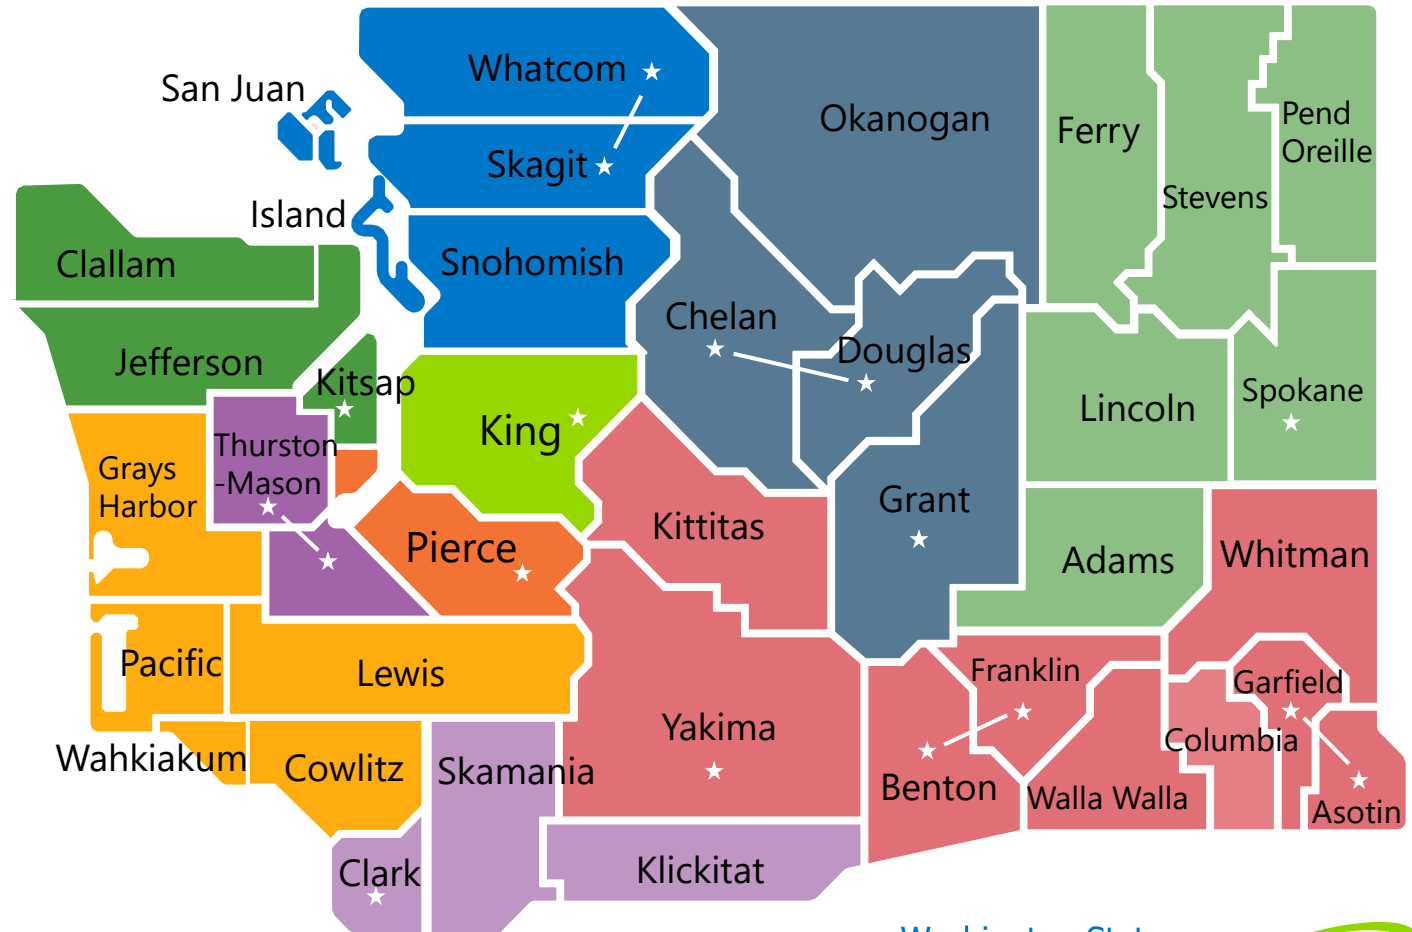 Whatcom
San Juan
Okanogan
Pend
Oreille
Ferry
Skagit
Stevens
Island
Clallam
Snohomish
Chelan
Douglas
Jefferson
Kitsap
Spokane
Lincoln
King
Thurston
-Mason
Grays
Harbor
Grant
Kittitas
Pierce
Adams
Whitman
Pacific
Lewis
Franklin
Garfield
Yakima
Columbia
Wahkiakum
Cowlitz
Skamania
Benton
Walla Walla
Asotin
Clark
Klickitat
Washington State